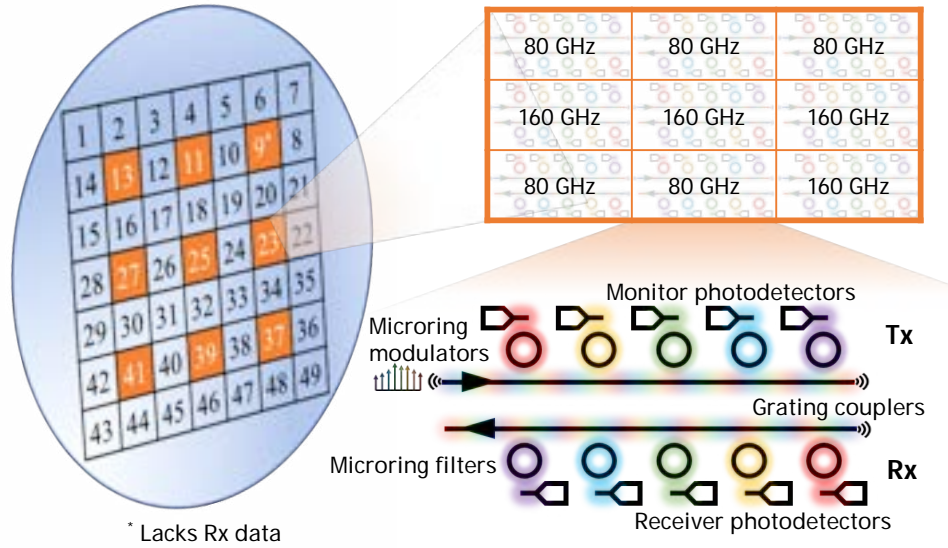 1 2 3 4 5 6 7
14 13 12 11 10 9* 8
15 16 17 18 19 20 21
28 27 26 25 24 23 22
29 30 31 32 33 34 35
42 41 40 39 38 37 36
43 44 45 46 47 48 49
* Lacks Rx data
80 GHz 80 GHz 80 GHz
160 GHz 160 GHz 160 GHz
80 GHz 80 GHz 160 GHz
Monitor photodetectors
Microring
modulators
Tx
Grating couplers
Microring filters
Rx
Receiver photodetectors